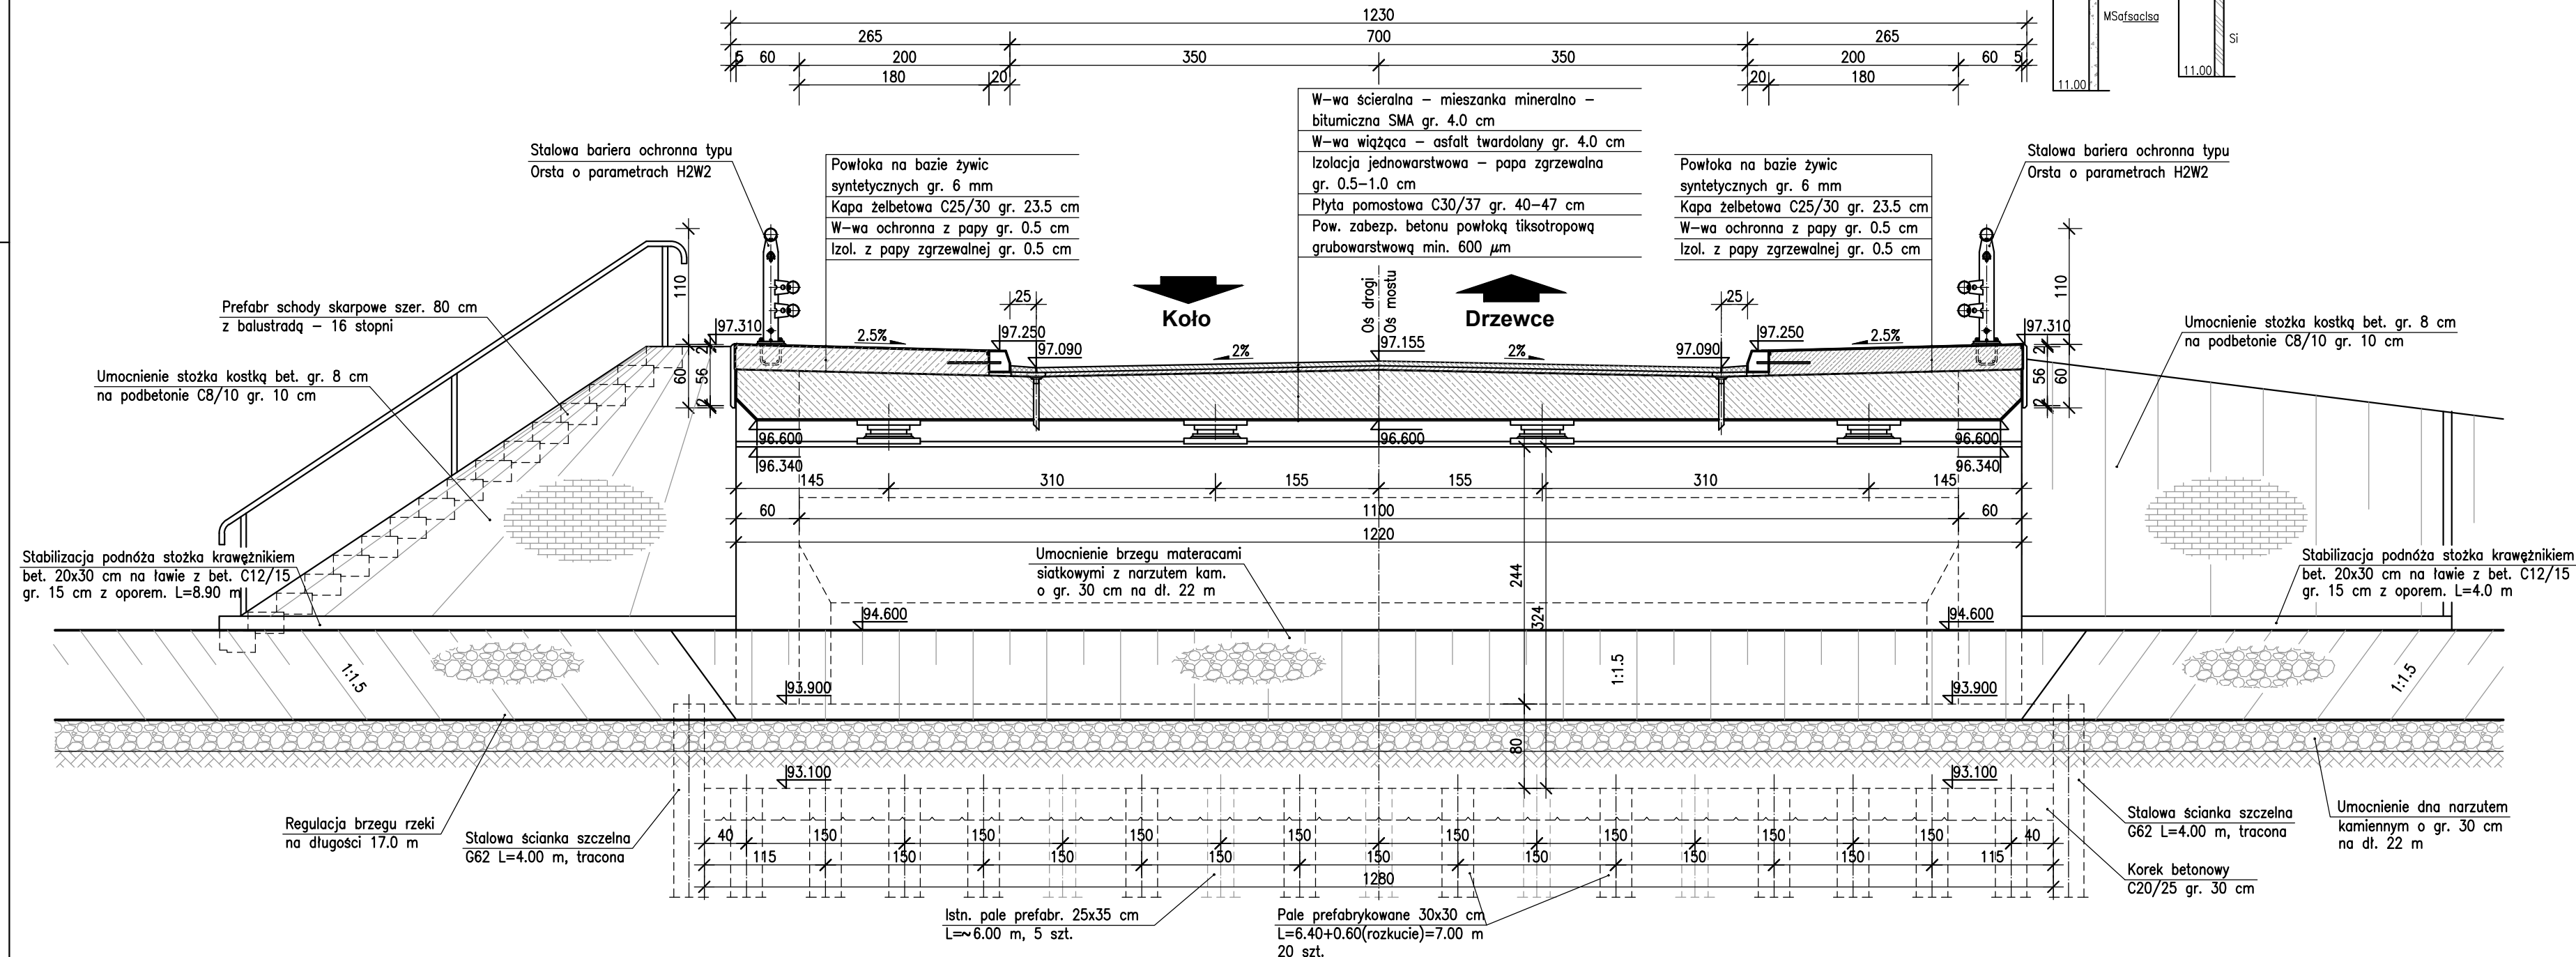 1230
265 700 265
5 60 200 350 350 200 60 5
180 20 20 180
MSafsaclsa
Si
11.00
11.00
W-wa ścieralna – mieszanka mineralno –
bitumiczna SMA gr. 4.0 cm
W-wa wiążąca – asfalt twardolany gr. 4.0 cm
Izolacja jednowarstwowa – papa zgrzewalna
gr. 0.5–1.0 cm
Płyta pomostowa C30/37 gr. 40–47 cm
Pow. zabezp. betonu powłoką tiksotropową
grubowarstwową min. 600 µm
Stalowa bariera ochronna typu
Orsta o parametrach H2W2
Powłoka na bazie żywic
syntetycznych gr. 6 mm
Kapa żelbetowa C25/30 gr. 23.5 cm
W-wa ochronna z papy gr. 0.5 cm
Izol. z papy zgrzewalnej gr. 0.5 cm
Powłoka na bazie żywic
syntetycznych gr. 6 mm
Kapa żelbetowa C25/30 gr. 23.5 cm
W-wa ochronna z papy gr. 0.5 cm
Izol. z papy zgrzewalnej gr. 0.5 cm
Stalowa bariera ochronna typu
Orsta o parametrach H2W2
Prefabr schody skarpowe szer. 80 cm
z balustradą – 16 stopni
Umocnienie stożka kostką bet. gr. 8 cm
na podbetonie C8/10 gr. 10 cm
110
60
2
56
2
97.310
2.5%
97.250
25
97.090
2%
Koło
Oś drogi
Oś mostu
97.155
Drzewce
2%
97.090
25
97.250
2.5%
97.310
110
2
56
2
60
Umocnienie stożka kostką bet. gr. 8 cm
na podbetonie C8/10 gr. 10 cm
96.600 96.600 96.600
96.340 96.340
145 310 155 155 310 145
60 1100 60
1220
Stabilizacja podnóża stożka krawężnikiem
bet. 20x30 cm na ławie z bet. C12/15
gr. 15 cm z oporem. L=8.90 m
Umocnienie brzegu materacami
siatkowymi z narzutem kam.
o gr. 30 cm na dł. 22 m
244
324
Stabilizacja podnóża stożka krawężnikiem
bet. 20x30 cm na ławie z bet. C12/15
gr. 15 cm z oporem. L=4.0 m
94.600 94.600
1:1.5 1:1.5 1:1.5
93.900 93.900
80
93.100 93.100
Regulacja brzegu rzeki
na długości 17.0 m
Stalowa ścianka szczelna
G62 L=4.00 m, tracona
40 150 150 150 150 150 150 150 150 40
115 150 150 150 150 150 150 150 150 115
1280
Istn. pale prefabr. 25x35 cm
L=~6.00 m, 5 szt.
Pale prefabrykowane 30x30 cm
L=6.40+0.60(rozkucie)=7.00 m
20 szt.
Stalowa ścianka szczelna
G62 L=4.00 m, tracona
Korek betonowy
C20/25 gr. 30 cm
Umocnienie dna narzutem
kamiennym o gr. 30 cm
na dł. 22 m